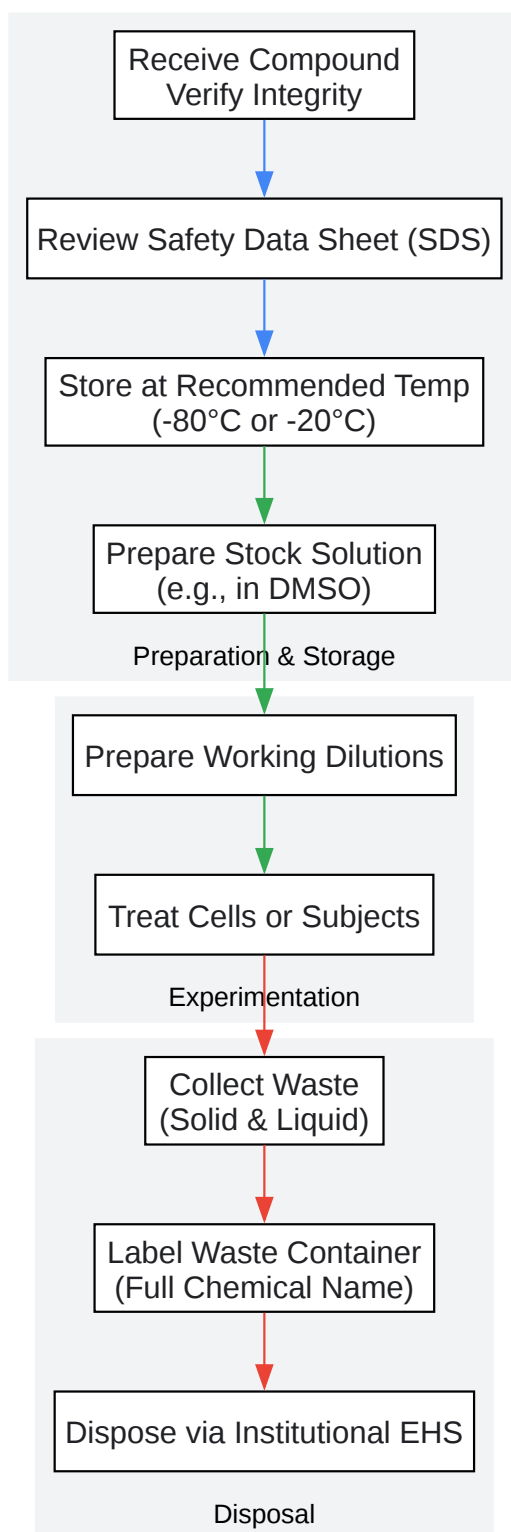 Receive Compound
Verify Integrity
Review Safety Data Sheet (SDS)
Store at Recommended Temp
(-80°C or -20°C)
Prepare Stock Solution
(e.g., in DMSO)
Preparation & Storage
Prepare Working Dilutions
Treat Cells or Subjects
Experimentation
Collect Waste
(Solid & Liquid)
Label Waste Container
(Full Chemical Name)
Dispose via Institutional EHS
Disposal